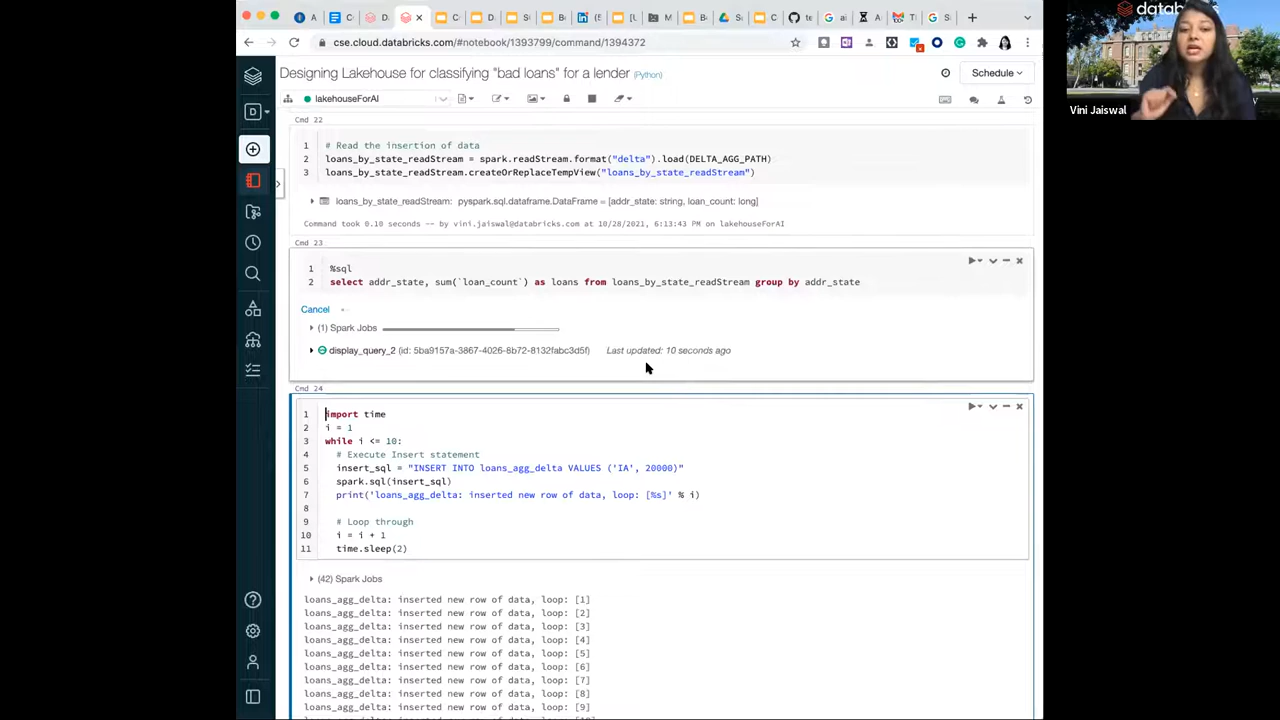 cse.cloud.databricks.com/#notebook/1393799/command/1394372
Designing Lakehouse for classifying "bad loans" for a lender (Python)
Schedule
lakehouseForAI
Cmd 22
1 # Read the insertion of data
2 loans_by_state_readStream = spark.readStream.format("delta").load(DELTA_AGG_PATH)
3 loans_by_state_readStream.createOrReplaceTempView("loans_by_state_readStream")
loans_by_state_readStream: pyspark.sql.dataframe.DataFrame = [addr_state: string, loan_count: long]
Command took 0.10 seconds -- by vini.jaiswal@databricks.com at 10/28/2021, 6:13:43 PM on lakehouseForAI
Cmd 23
1 %sql
2 select addr_state, sum(`loan_count`) as loans from loans_by_state_readStream group by addr_state
Cancel
(1) Spark Jobs
display_query_2 (id: 5ba9157a-3867-4026-8b72-8132fabc3d5f) Last updated: 10 seconds ago
Cmd 24
1 import time
2 i = 1
3 while i <= 10:
4 # Execute Insert statement
5 insert_sql = "INSERT INTO loans_agg_delta VALUES ('IA', 20000)"
6 spark.sql(insert_sql)
7 print('loans_agg_delta: inserted new row of data, loop: [%s]' % i)
8
9 # Loop through
10 i = i + 1
11 time.sleep(2)
(42) Spark Jobs
loans_agg_delta: inserted new row of data, loop: [1]
loans_agg_delta: inserted new row of data, loop: [2]
loans_agg_delta: inserted new row of data, loop: [3]
loans_agg_delta: inserted new row of data, loop: [4]
loans_agg_delta: inserted new row of data, loop: [5]
loans_agg_delta: inserted new row of data, loop: [6]
loans_agg_delta: inserted new row of data, loop: [7]
loans_agg_delta: inserted new row of data, loop: [8]
loans_agg_delta: inserted new row of data, loop: [9]
Vini Jaiswal